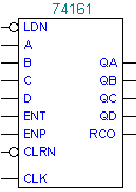 74161
LDN
A
B QA
C QB
D QC
ENT QD
ENP RCO
CLRN
CLK